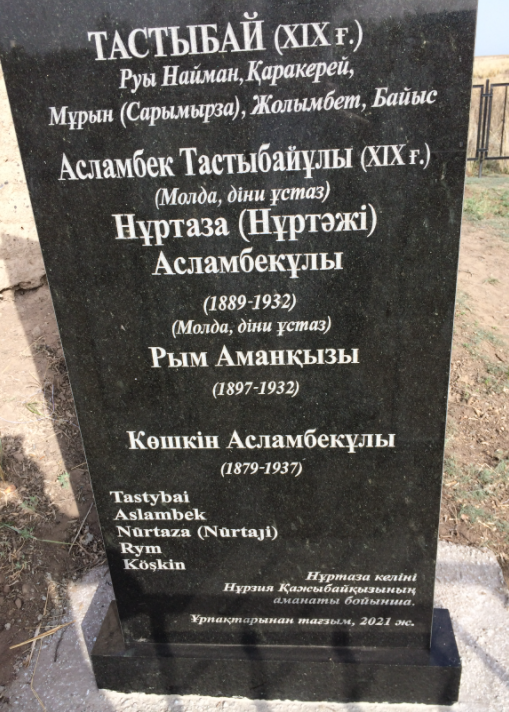 ТАСТЫБАЙ (XIX ғ.)
Руы Найман, Қаракерей,
Мұрын (Сарымырза), Жолымбет, Байыс
Асламбек Тастыбайұлы (XIX ғ.)
(Молда, діни ұстаз)
Нұртаза (Нұртәжі)
Асламбекұлы
(1889-1932)
(Молда, діни ұстаз)
Рым Аманқызы
(1897-1932)
Көшкін Асламбекұлы
(1879-1937)
Tastybai
Aslambek
Nūrtaza (Nūrtaji)
Rym
Köşkin
Нұртаза келіні
Нұрзия Қажыбайқызының
аманаты бойынша.
Ұрпақтарынан тағзым, 2021 ж.